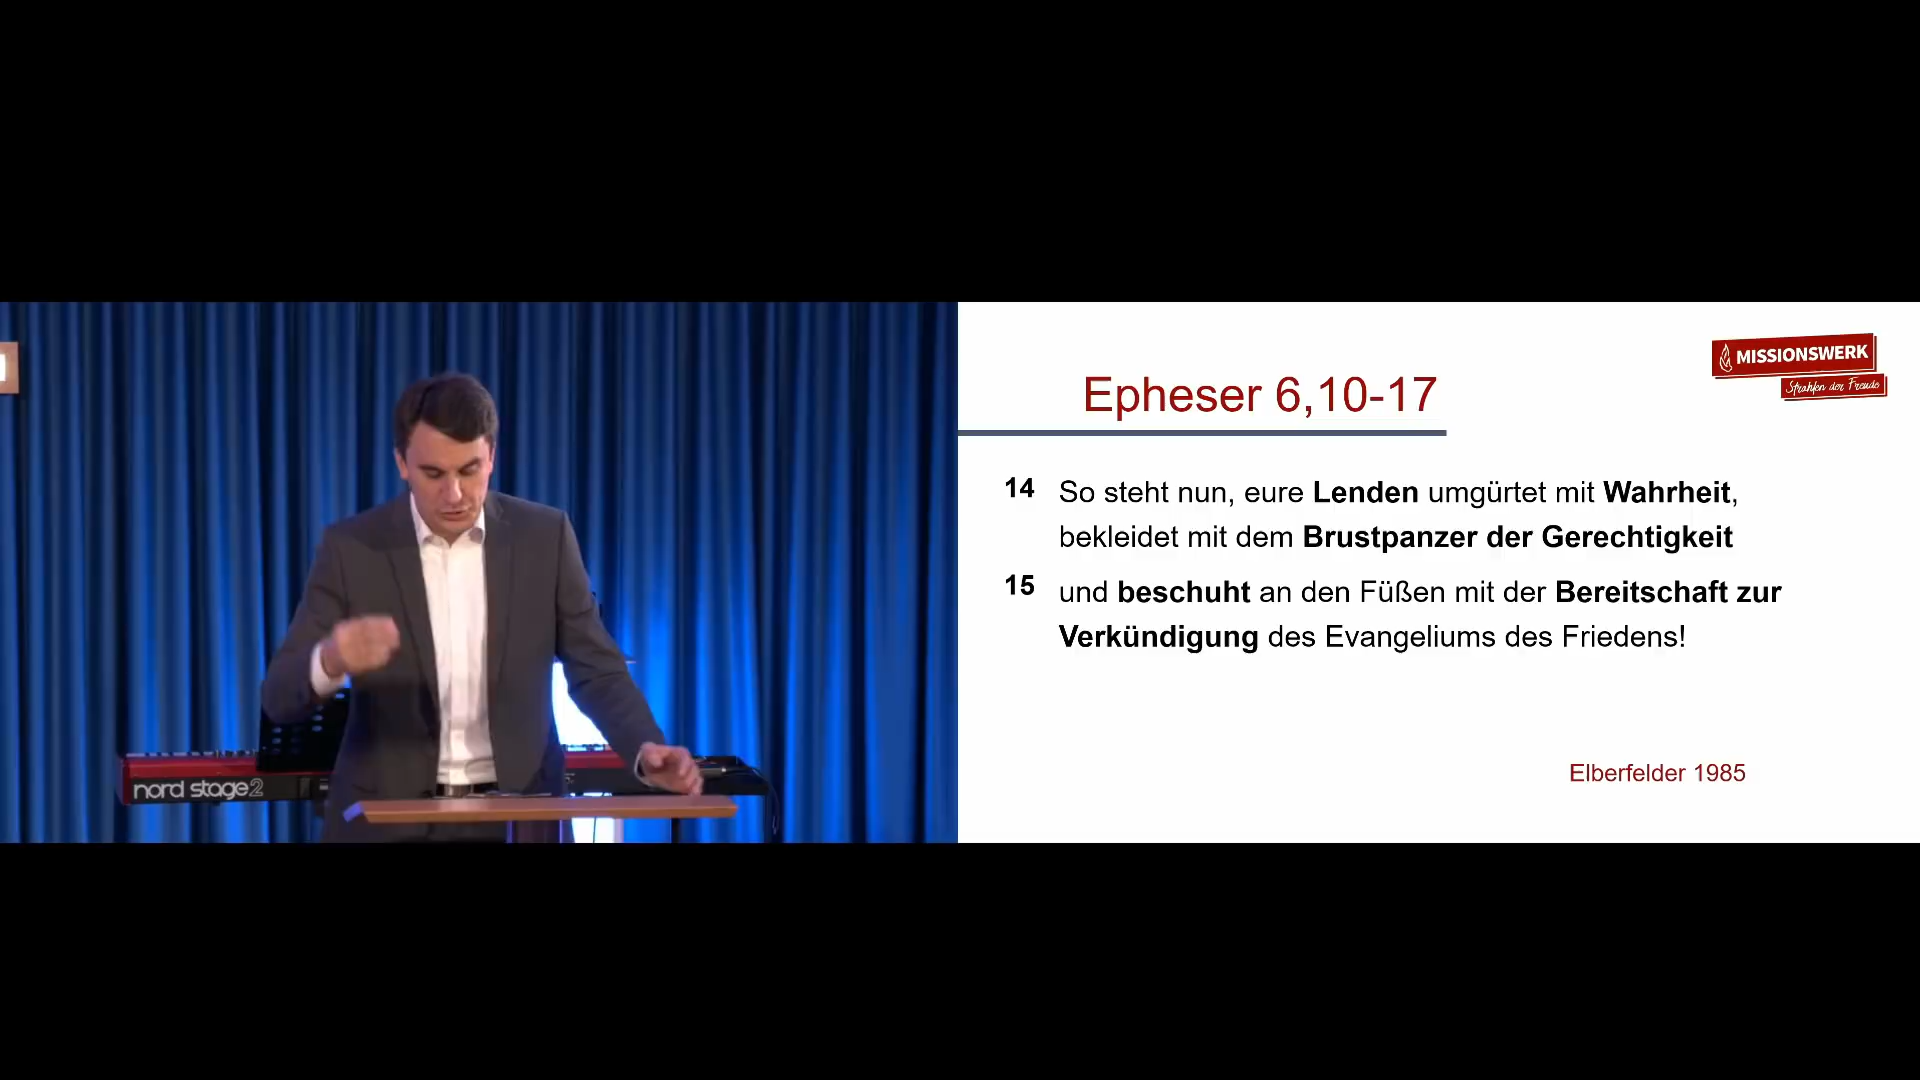 nord stage2
MISSIONSWERK
Strahlen der Freude
Epheser 6,10-17
14 So steht nun, eure Lenden umgürtet mit Wahrheit,
bekleidet mit dem Brustpanzer der Gerechtigkeit
15 und beschuht an den Füßen mit der Bereitschaft zur
Verkündigung des Evangeliums des Friedens!
Elberfelder 1985